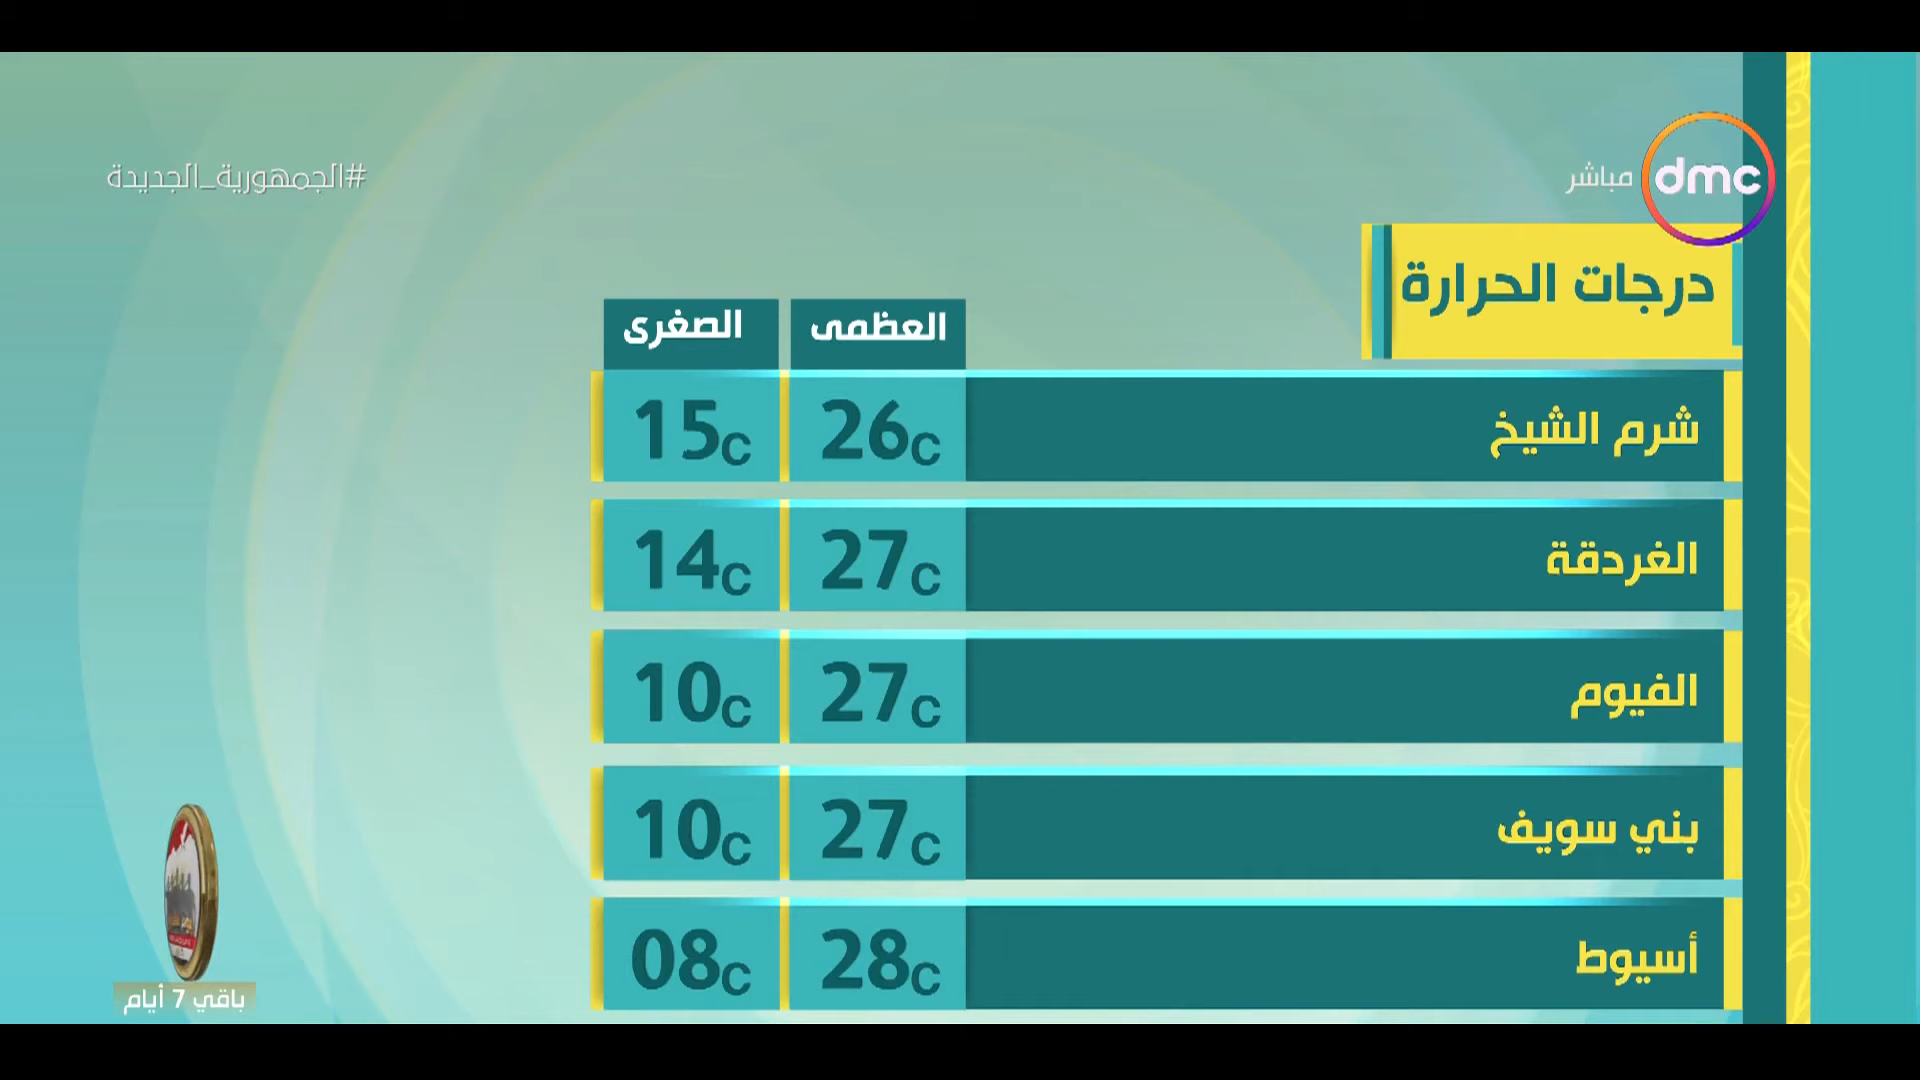 dmc مباشر
#الجمهورية_الجديدة
درجات الحرارة
العظمى الصغرى
شرم الشيخ 26c 15c
الغردقة 27c 14c
الفيوم 27c 10c
بني سويف 27c 10c
أسيوط 28c 08c
باقي 7 أيام